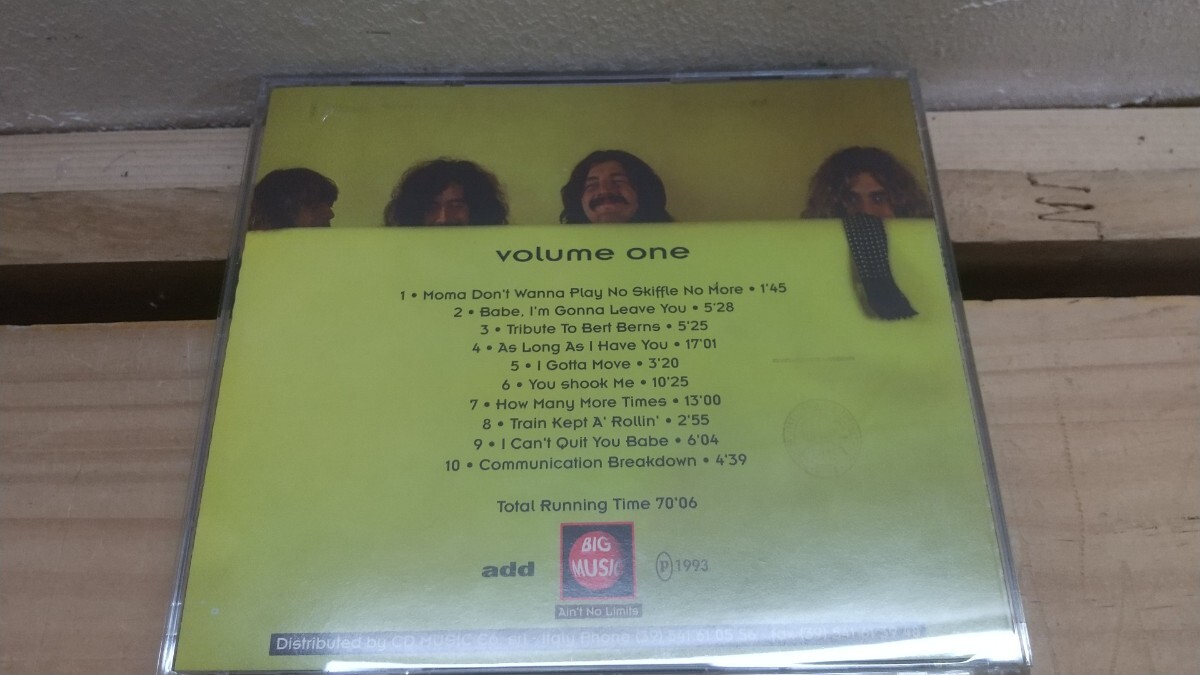 volume one
1 • Moma Don't Wanna Play No Skiffle No More • 1'45
2 • Babe, I'm Gonna Leave You • 5'28
3 • Tribute To Bert Berns • 5'25
4 • As Long As I Have You • 17'01
5 • I Gotta Move • 3'20
6 • You shook Me • 10'25
7 • How Many More Times • 13'00
8 • Train Kept A' Rollin' • 2'55
9 • I Can't Quit You Babe • 6'04
10 • Communication Breakdown • 4'39
Total Running Time 70'06
add
BIG
MUSIC
P 1993
Ain't No Limits
Distributed by CD MUSIC Co. srl - Italy Phone